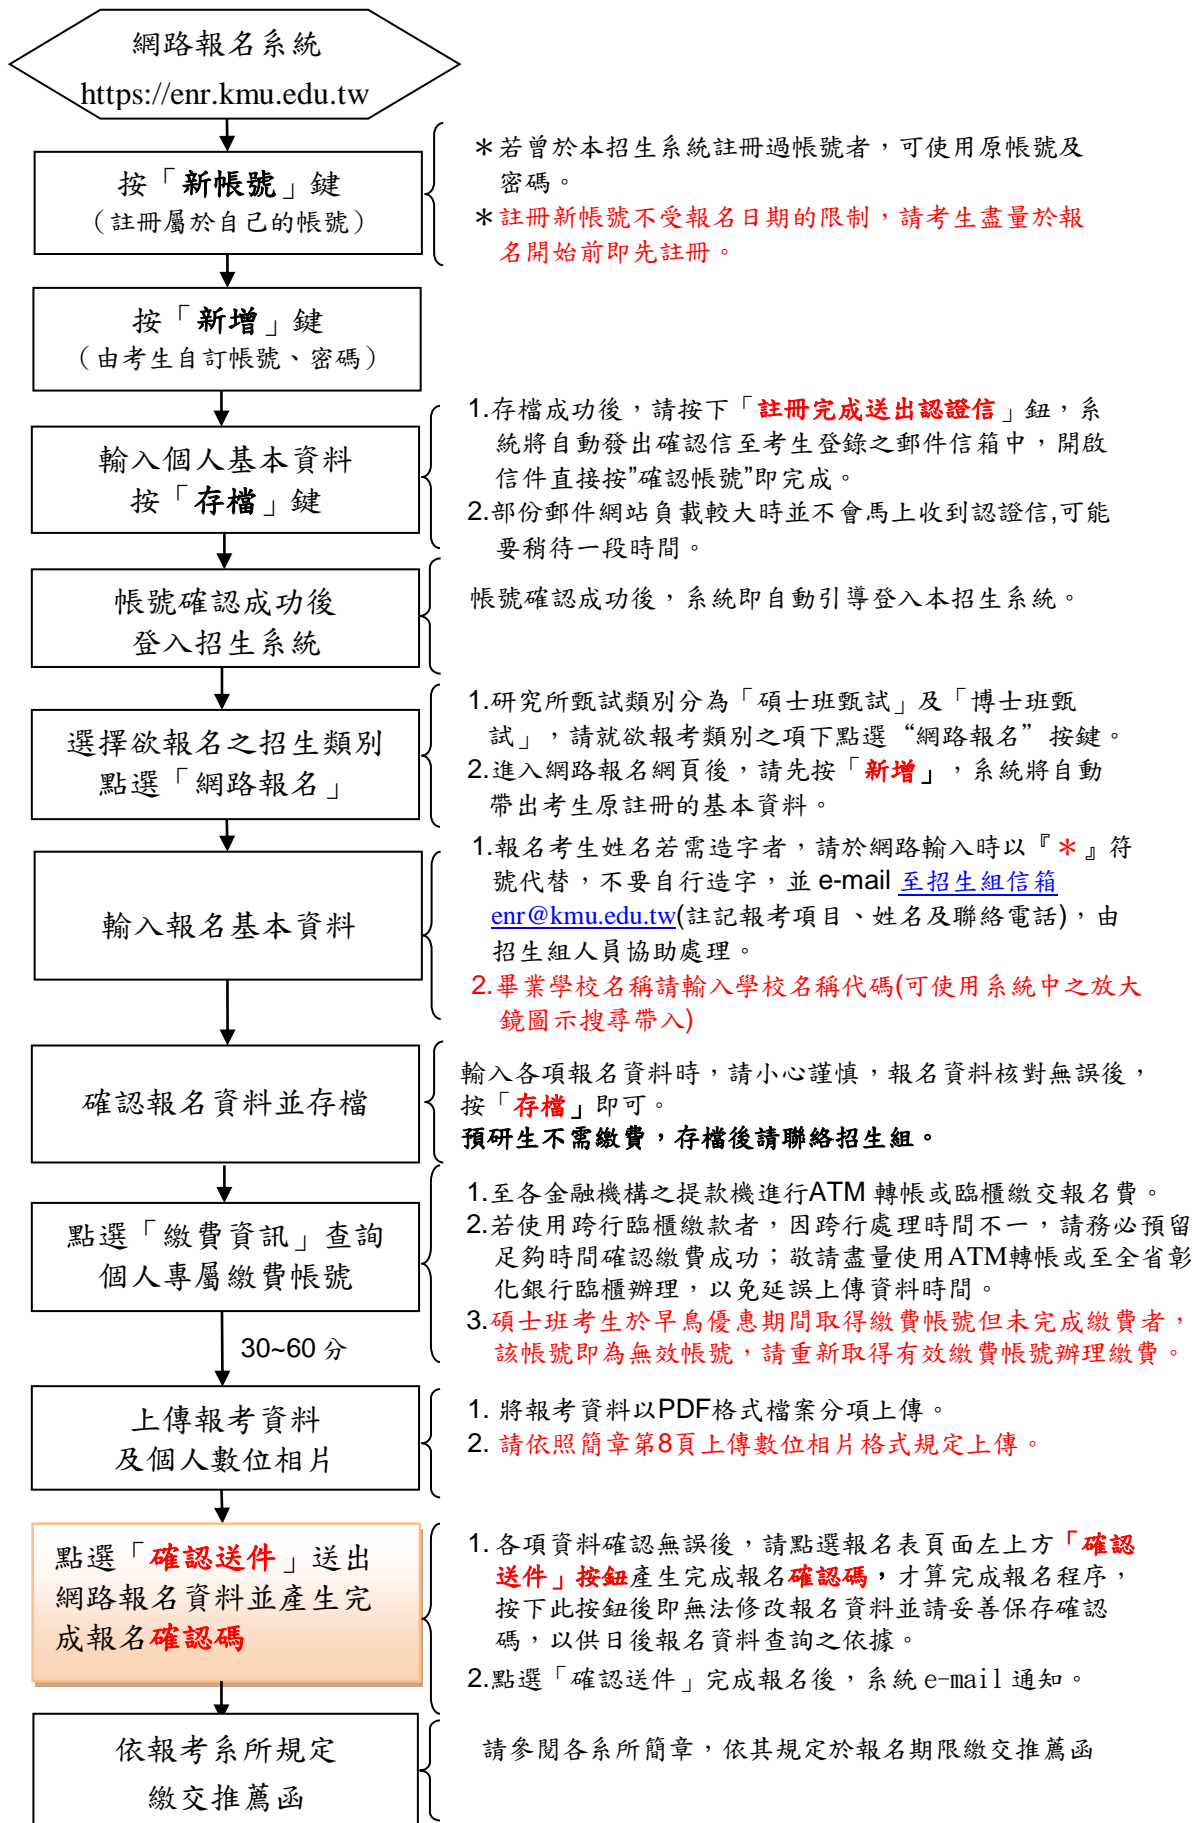 網路報名系統
https://enr.kmu.edu.tw
按「新帳號」鍵
（註冊屬於自己的帳號）
＊若曾於本招生系統註冊過帳號者，可使用原帳號及
密碼。
＊註冊新帳號不受報名日期的限制，請考生盡量於報
名開始前即先註冊。
按「新增」鍵
（由考生自訂帳號、密碼）
輸入個人基本資料
按「存檔」鍵
1.存檔成功後，請按下「註冊完成送出認證信」鈕，系
統將自動發出確認信至考生登錄之郵件信箱中，開啟
信件直接按”確認帳號”即完成。
2.部份郵件網站負載較大時並不會馬上收到認證信,可能
要稍待一段時間。
帳號確認成功後
登入招生系統
帳號確認成功後，系統即自動引導登入本招生系統。
選擇欲報名之招生類別
點選「網路報名」
1.研究所甄試類別分為「碩士班甄試」及「博士班甄
試」，請就欲報考類別之項下點選“網路報名”按鍵。
2.進入網路報名網頁後，請先按「新增」，系統將自動
帶出考生原註冊的基本資料。
輸入報名基本資料
1.報名考生姓名若需造字者，請於網路輸入時以『＊』符
號代替，不要自行造字，並 e-mail 至招生組信箱
enr@kmu.edu.tw(註記報考項目、姓名及聯絡電話)，由
招生組人員協助處理。
2.畢業學校名稱請輸入學校名稱代碼(可使用系統中之放大
鏡圖示搜尋帶入)
確認報名資料並存檔
輸入各項報名資料時，請小心謹慎，報名資料核對無誤後，
按「存檔」即可。
預研生不需繳費，存檔後請聯絡招生組。
點選「繳費資訊」查詢
個人專屬繳費帳號
1.至各金融機構之提款機進行ATM 轉帳或臨櫃繳交報名費。
2.若使用跨行臨櫃繳款者，因跨行處理時間不一，請務必預留
足夠時間確認繳費成功；敬請盡量使用ATM轉帳或至全省彰
化銀行臨櫃辦理，以免延誤上傳資料時間。
3.碩士班考生於早鳥優惠期間取得繳費帳號但未完成繳費者，
該帳號即為無效帳號，請重新取得有效繳費帳號辦理繳費。
30~60 分
上傳報考資料
及個人數位相片
1. 將報考資料以PDF格式檔案分項上傳。
2. 請依照簡章第8頁上傳數位相片格式規定上傳。
點選「確認送件」送出
網路報名資料並產生完
成報名確認碼
1. 各項資料確認無誤後，請點選報名表頁面左上方「確認
送件」按鈕產生完成報名確認碼，才算完成報名程序，
按下此按鈕後即無法修改報名資料並請妥善保存確認
碼，以供日後報名資料查詢之依據。
2.點選「確認送件」完成報名後，系統 e-mail 通知。
依報考系所規定
繳交推薦函
請參閱各系所簡章，依其規定於報名期限繳交推薦函